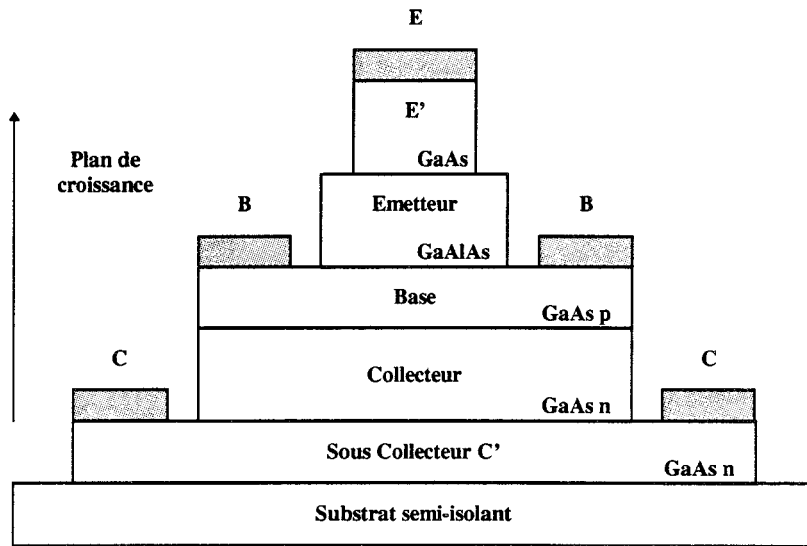 E
E’
GaAs
Plan de
croissance
B
Emetteur
B
GaAlAs
Base
GaAs p
C
Collecteur
C
GaAs n
Sous Collecteur C’
GaAs n
Substrat semi-isolant